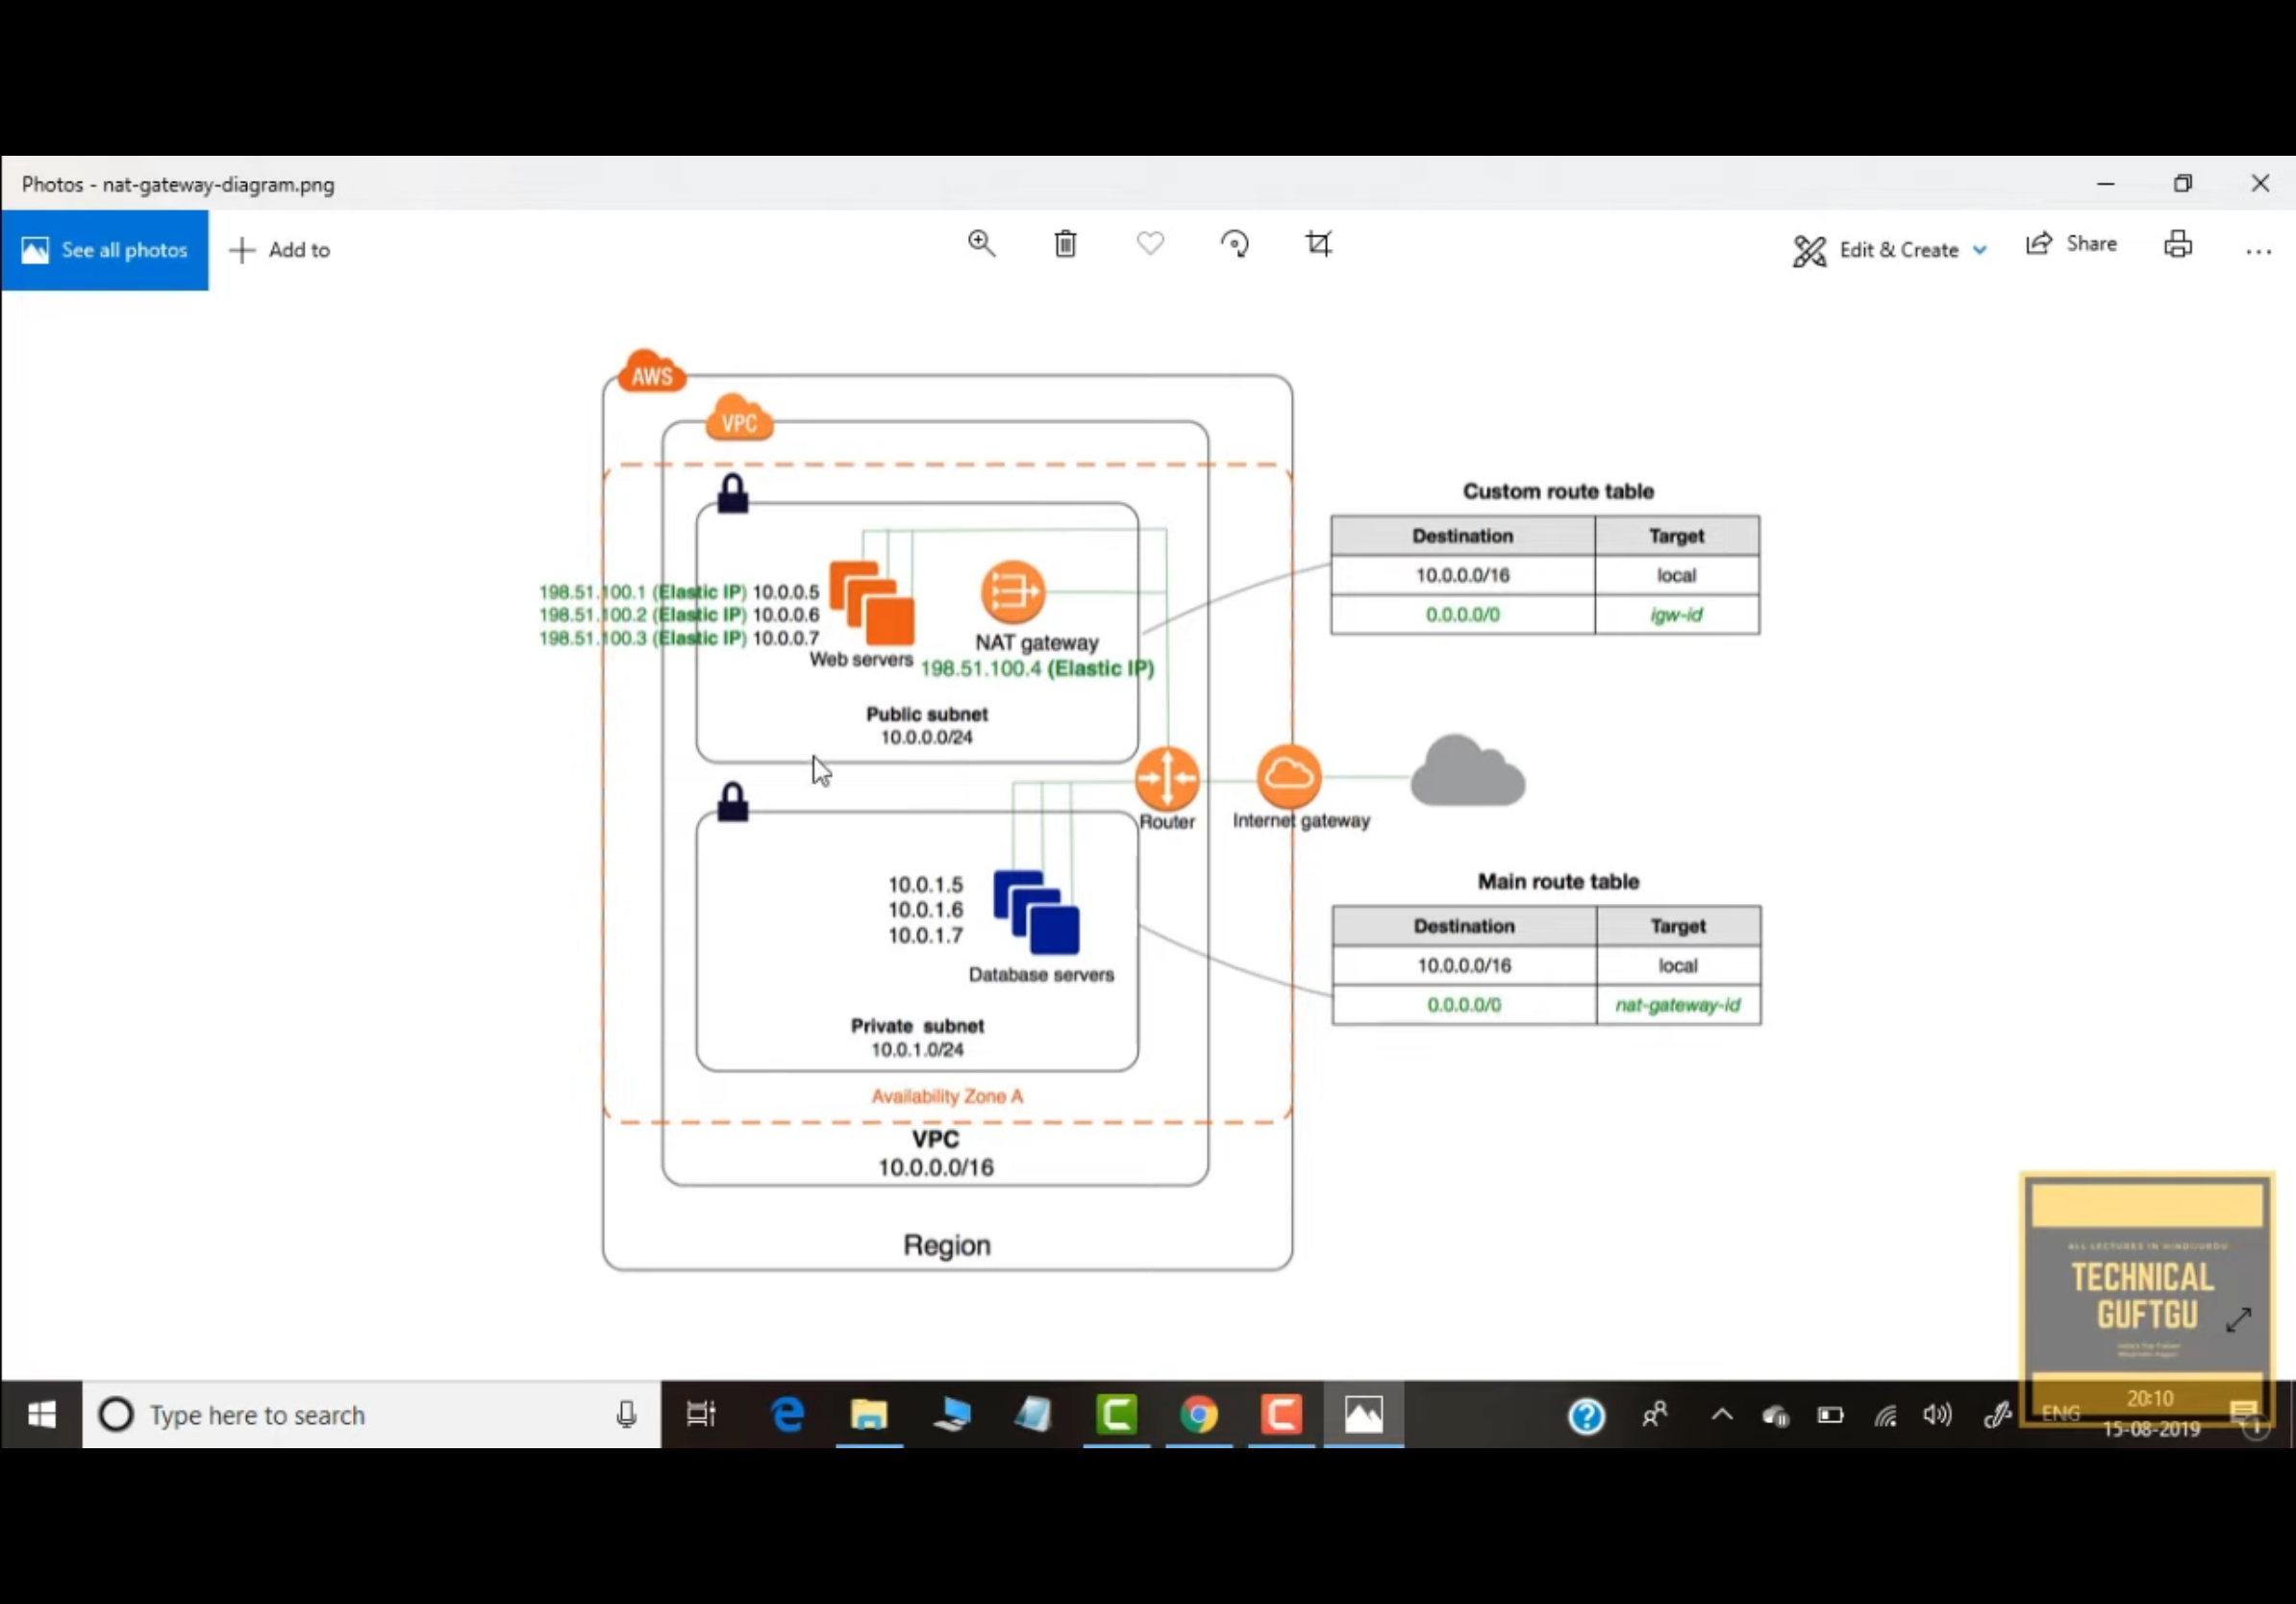 Photos - nat-gateway-diagram.png
See all photos
Add to
Edit & Create
Share
AWS
VPC
198.51.100.1 (Elastic IP) 10.0.0.5
198.51.100.2 (Elastic IP) 10.0.0.6
198.51.100.3 (Elastic IP) 10.0.0.7
Web servers
NAT gateway
198.51.100.4 (Elastic IP)
Public subnet
10.0.0.0/24
Custom route table
Destination Target
10.0.0.0/16 local
0.0.0.0/0 igw-id
Router
Internet gateway
10.0.1.5
10.0.1.6
10.0.1.7
Database servers
Private subnet
10.0.1.0/24
Main route table
Destination Target
10.0.0.0/16 local
0.0.0.0/0 nat-gateway-id
Availability Zone A
VPC
10.0.0.0/16
Region
ALL LECTURES IN HINDI/URDU
TECHNICAL
GUFTGU
Type here to search
ENG
20:10
15-08-2019